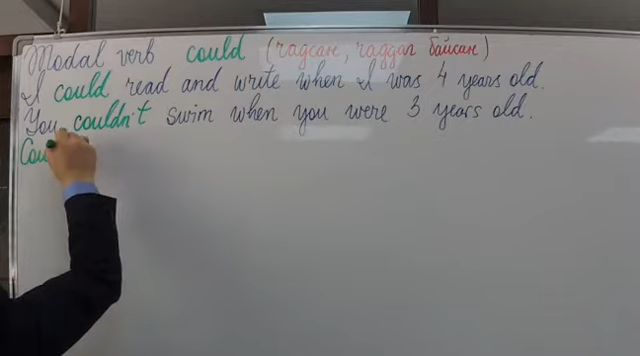 Modal verb could (чадсан, чаддаг байсан)
I could read and write when I was 4 years old.
You couldn't swim when you were 3 years old.
Cou